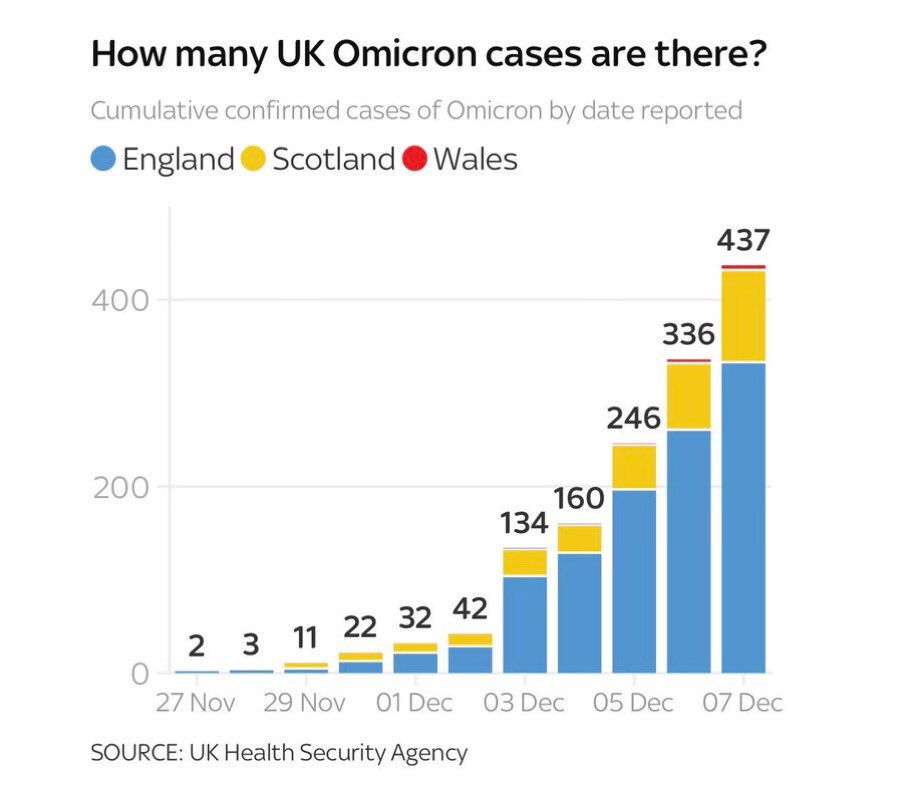 How many UK Omicron cases are there?
Cumulative confirmed cases of Omicron by date reported
England Scotland Wales
437
400
336
246
200
160
134
42
32
22
11
3
2
0
27 Nov 29 Nov 01 Dec 03 Dec 05 Dec 07 Dec
SOURCE: UK Health Security Agency